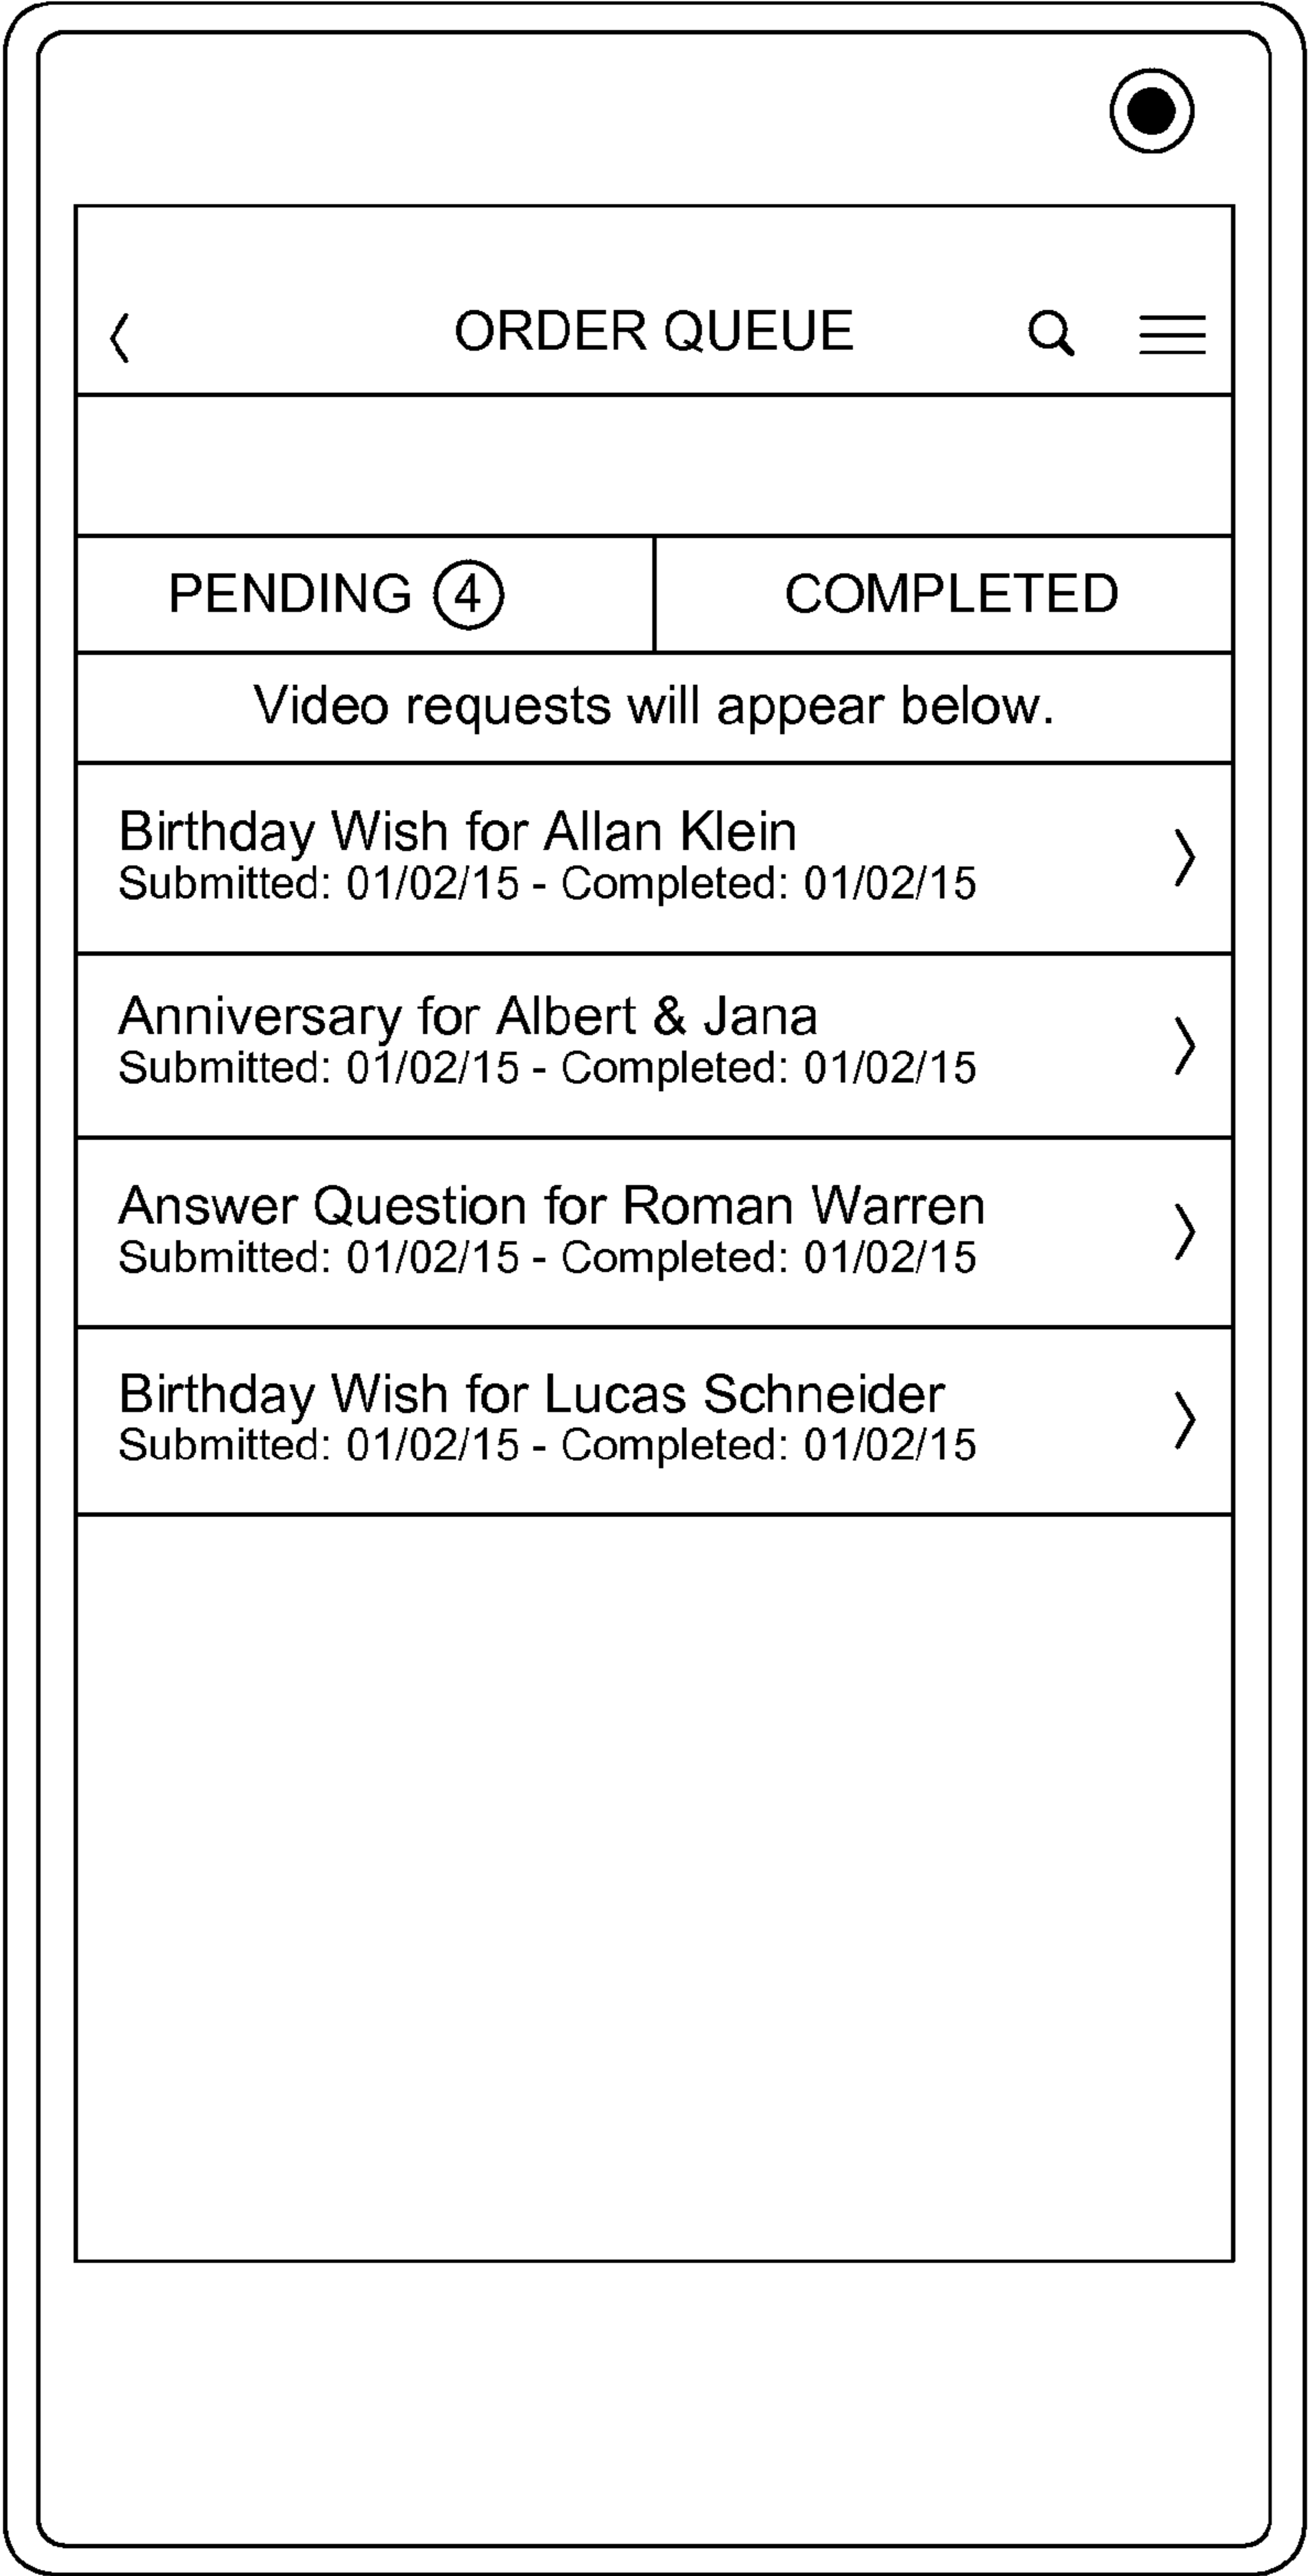 ORDER QUEUE
PENDING 4
COMPLETED
Video requests will appear below.
Birthday Wish for Allan Klein
Submitted: 01/02/15 - Completed: 01/02/15
Anniversary for Albert & Jana
Submitted: 01/02/15 - Completed: 01/02/15
Answer Question for Roman Warren
Submitted: 01/02/15 - Completed: 01/02/15
Birthday Wish for Lucas Schneider
Submitted: 01/02/15 - Completed: 01/02/15